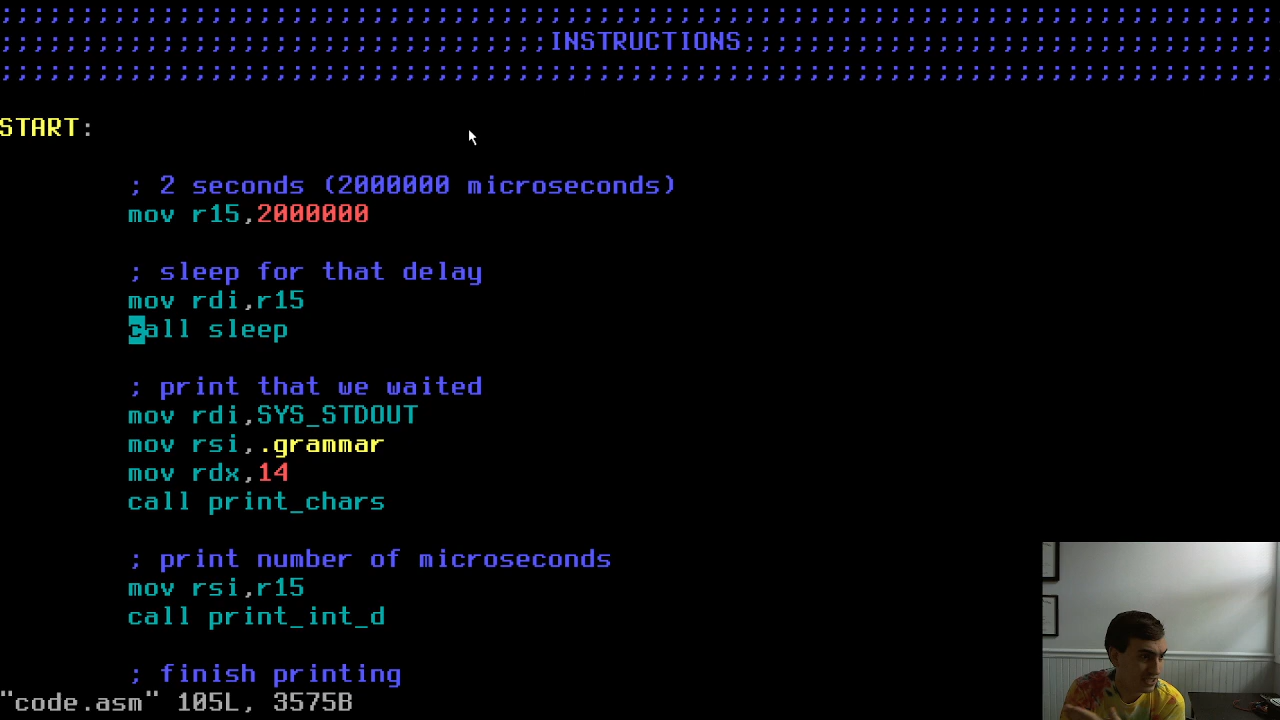 ;;;;;;;;;;;;;;;;;;;;;;;;;;;;;;;;;;;;;;;;;;;;;;;;;;;;;;;;;;;;;;;;;;;;;;;;;;;;;;;
;;;;;;;;;;;;;;;;;;;;;;;;;;;;;;;;;;INSTRUCTIONS;;;;;;;;;;;;;;;;;;;;;;;;;;;;;;;;;
;;;;;;;;;;;;;;;;;;;;;;;;;;;;;;;;;;;;;;;;;;;;;;;;;;;;;;;;;;;;;;;;;;;;;;;;;;;;;;;
START:
; 2 seconds (2000000 microseconds)
mov r15,2000000
; sleep for that delay
mov rdi,r15
call sleep
; print that we waited
mov rdi,SYS_STDOUT
mov rsi,.grammar
mov rdx,14
call print_chars
; print number of microseconds
mov rsi,r15
call print_int_d
; finish printing
"code.asm" 105L, 3575B